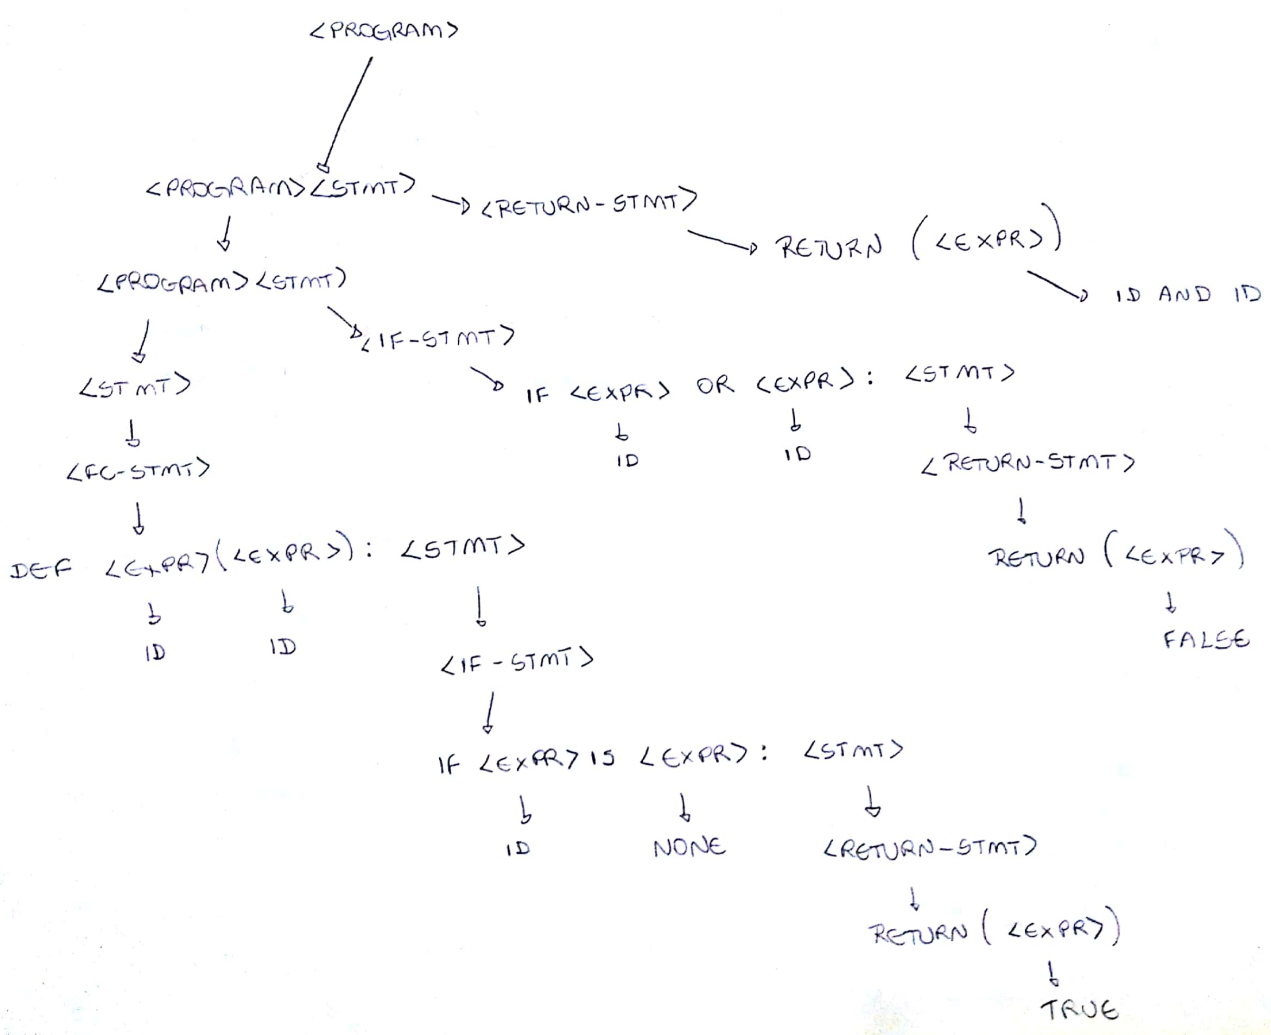 <PROGRAM>
<PROGRAM><STMT>
<RETURN-STMT>
RETURN (<EXPR>)
<PROGRAM><STMT>
ID AND ID
<IF-STMT>
<STMT>
IF <EXPR> OR <EXPR>: <STMT>
<FC-STMT>
ID
ID
<RETURN-STMT>
DEF <EXPR>(<EXPR>): <STMT>
RETURN (<EXPR>)
ID
ID
FALSE
<IF-STMT>
IF <EXPR> IS <EXPR>: <STMT>
ID
NONE
<RETURN-STMT>
RETURN (<EXPR>)
TRUE